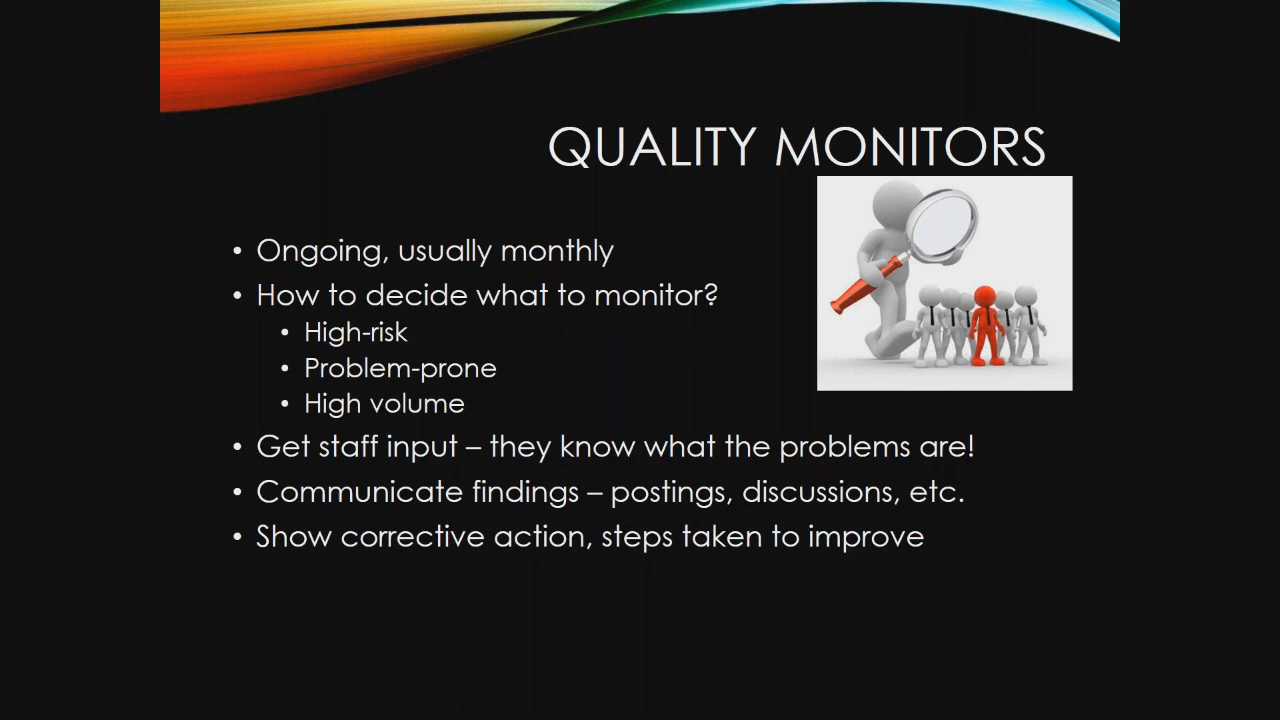 QUALITY MONITORS
• Ongoing, usually monthly
• How to decide what to monitor?
• High-risk
• Problem-prone
• High volume
• Get staff input – they know what the problems are!
• Communicate findings – postings, discussions, etc.
• Show corrective action, steps taken to improve